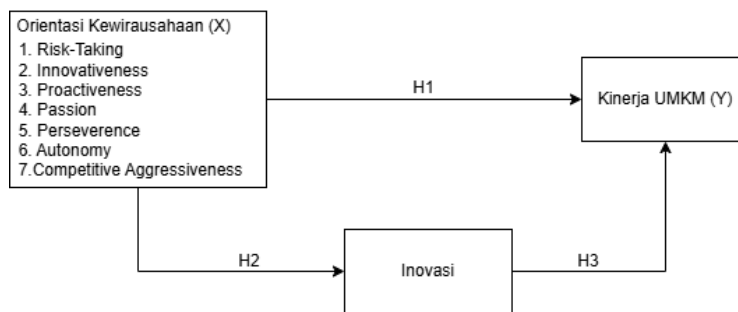 Orientasi Kewirausahaan (X)
1. Risk-Taking
2. Innovativeness
3. Proactiveness
4. Passion
5. Perseverence
6. Autonomy
7.Competitive Aggressiveness
H1
Kinerja UMKM (Y)
H2
Inovasi
H3